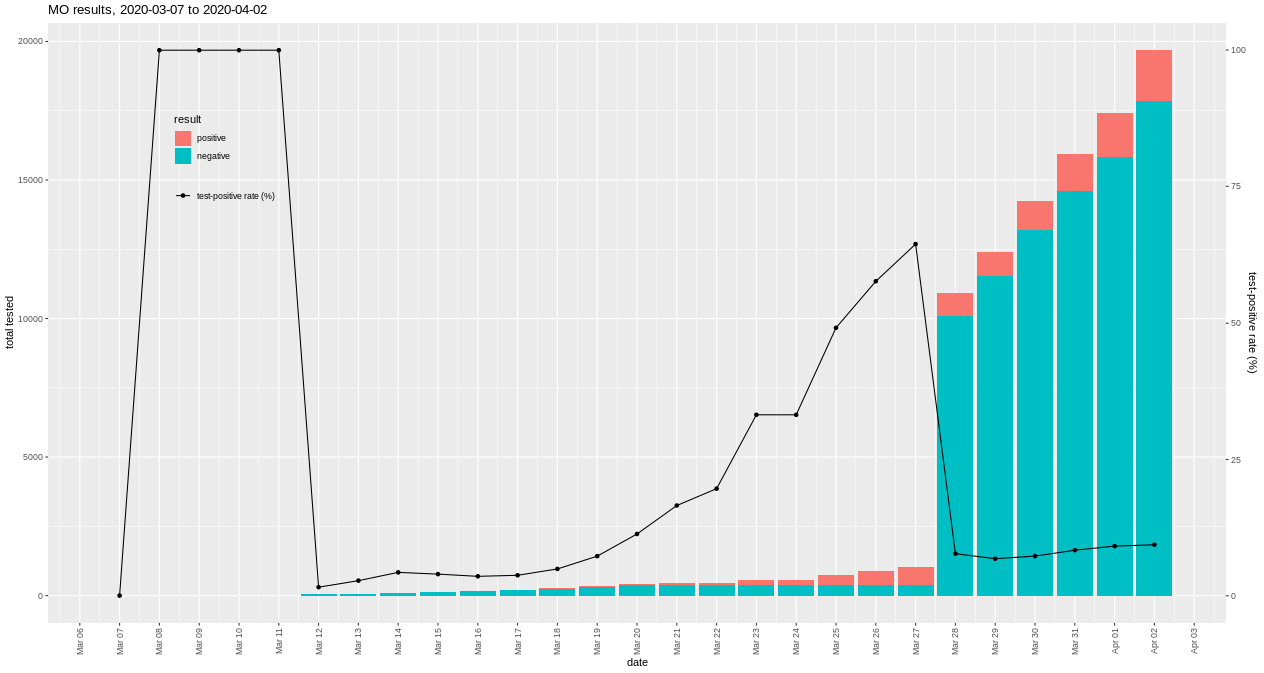 MO results, 2020-03-07 to 2020-04-02
total tested
20000
15000
10000
5000
0
result
positive
negative
test-positive rate (%)
100
75
50
25
0
test-positive rate (%)
Mar 06
Mar 07
Mar 08
Mar 09
Mar 10
Mar 11
Mar 12
Mar 13
Mar 14
Mar 15
Mar 16
Mar 17
Mar 18
Mar 19
Mar 20
Mar 21
Mar 22
Mar 23
Mar 24
Mar 25
Mar 26
Mar 27
Mar 28
Mar 29
Mar 30
Mar 31
Apr 01
Apr 02
Apr 03
date